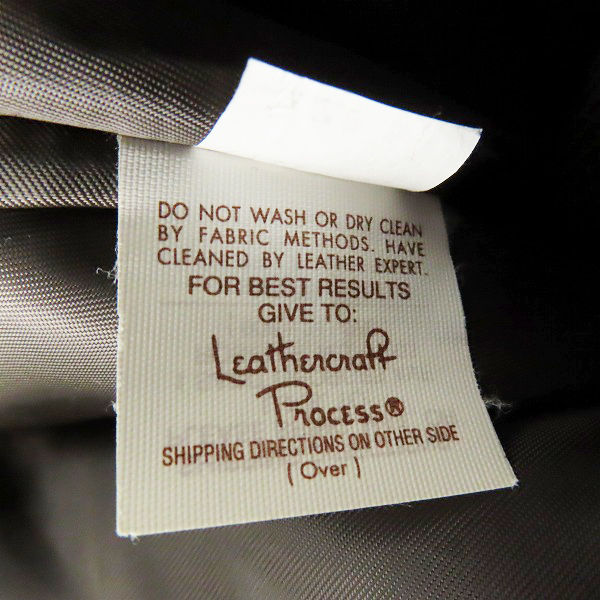 DO NOT WASH OR DRY CLEAN
BY FABRIC METHODS. HAVE
CLEANED BY LEATHER EXPERT.
FOR BEST RESULTS
GIVE TO:
Leathercraft
Process®
SHIPPING DIRECTIONS ON OTHER SIDE
(Over)